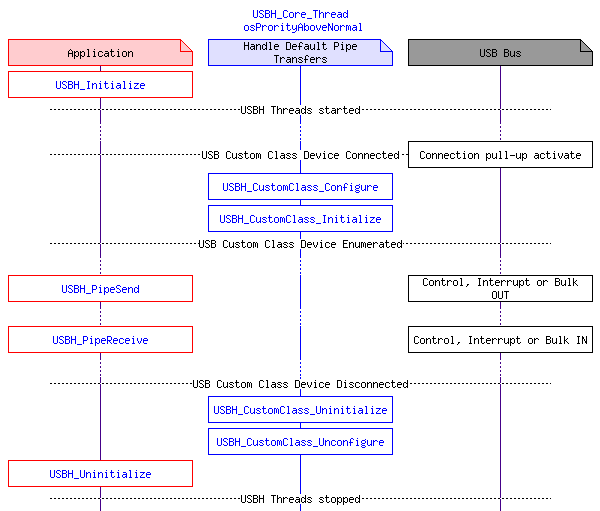 USBH_Core_Thread
osProrityAboveNormal
Application
Handle Default Pipe
Transfers
USB Bus
USBH_Initialize
USBH Threads started
USB Custom Class Device Connected
Connection pull-up activate
USBH_CustomClass_Configure
USBH_CustomClass_Initialize
USB Custom Class Device Enumerated
USBH_PipeSend
Control, Interrupt or Bulk
OUT
USBH_PipeReceive
Control, Interrupt or Bulk IN
USB Custom Class Device Disconnected
USBH_CustomClass_Uninitialize
USBH_CustomClass_Unconfigure
USBH_Uninitialize
USBH Threads stopped